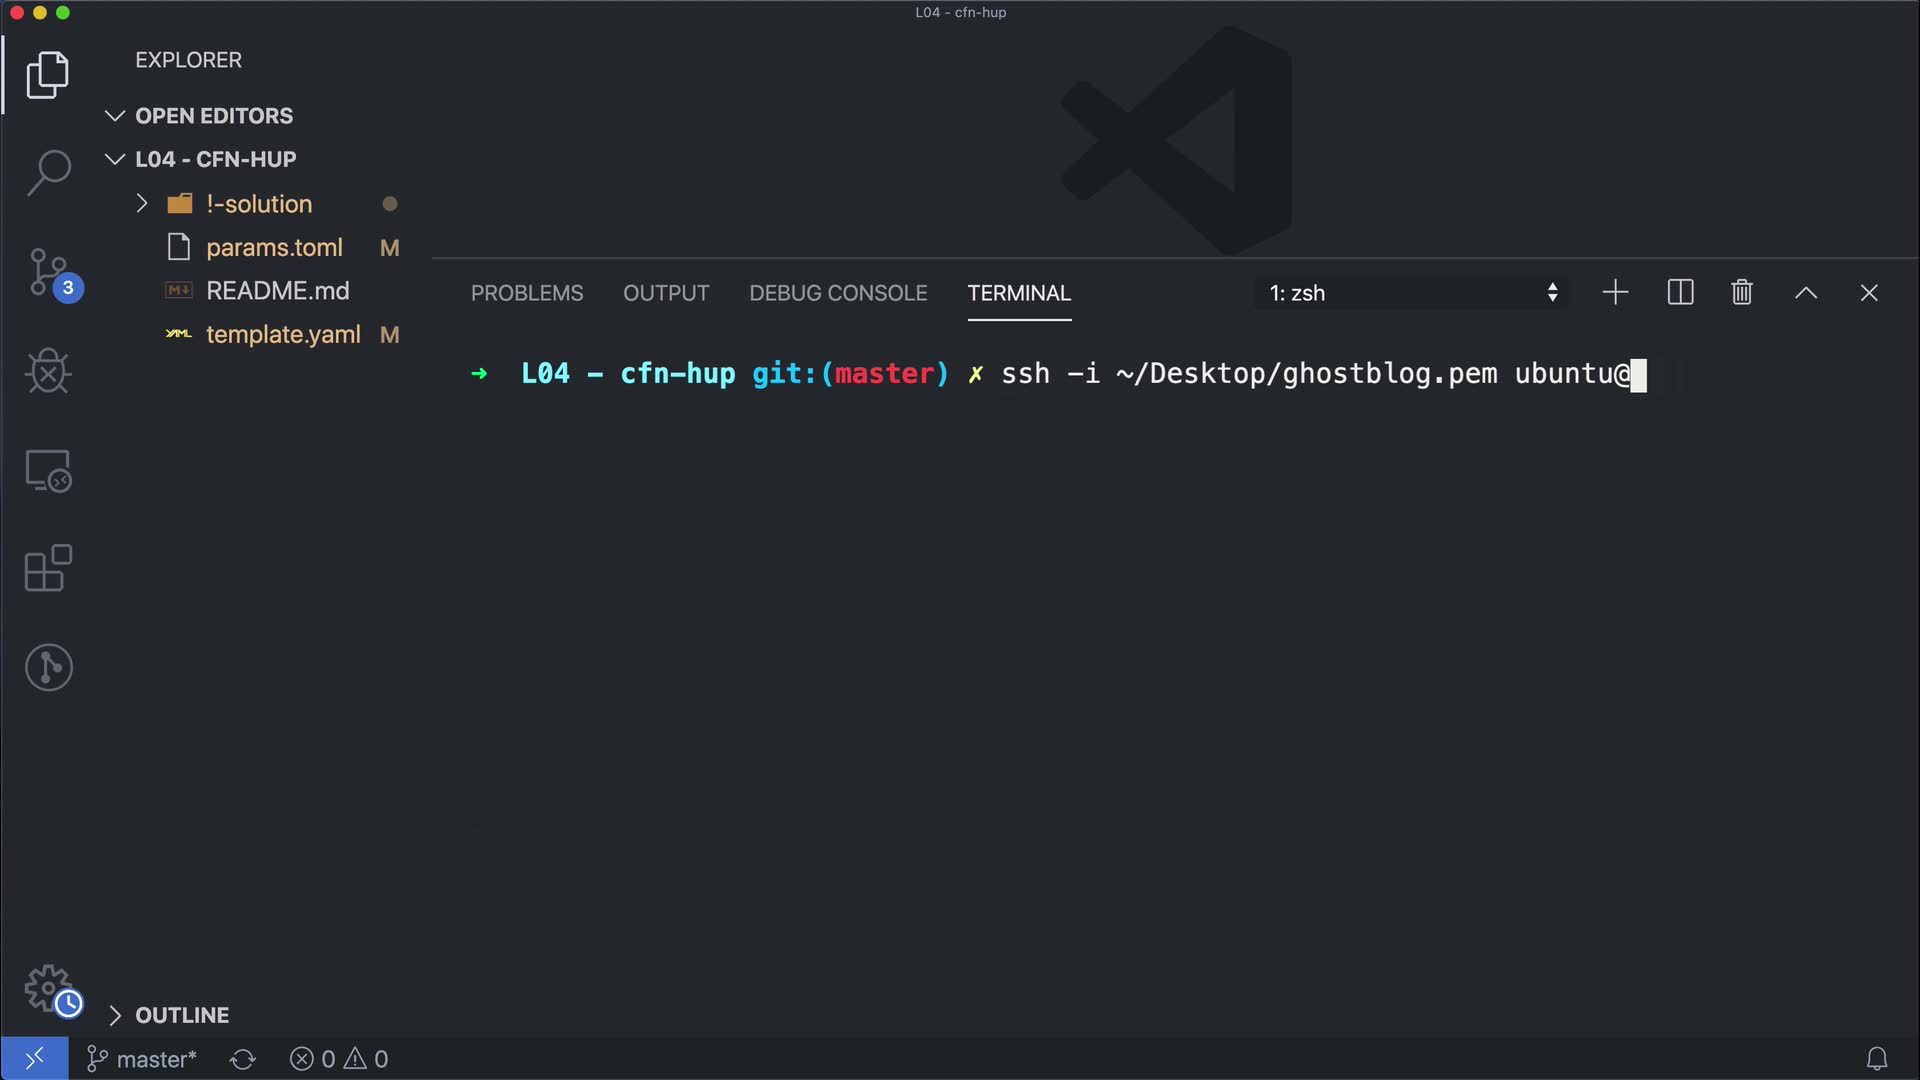 L04 - cfn-hup
EXPLORER
OPEN EDITORS
L04 - CFN-HUP
!-solution
params.toml M
README.md
template.yaml M
3
PROBLEMS OUTPUT DEBUG CONSOLE TERMINAL 1: zsh
➜ L04 - cfn-hup git:(master) ✗ ssh -i ~/Desktop/ghostblog.pem ubuntu@
OUTLINE
master* 0 0